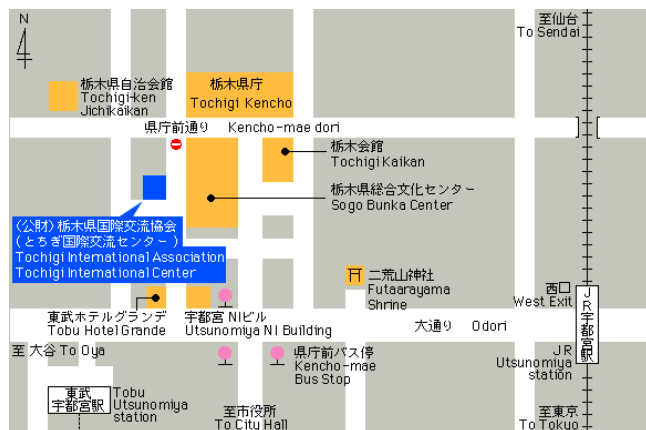 N
至仙台
To Sendai
栃木県自治会館
Tochigi-ken
Jichikaikan
栃木県庁
Tochigi Kencho
県庁前通り Kencho-mae dori
栃木会館
Tochigi Kaikan
栃木県総合文化センター
Sogo Bunka Center
(公財)栃木県国際交流協会
(とちぎ国際交流センター)
Tochigi International Association
Tochigi International Center
二荒山神社
Futaarayama
Shrine
西口
West Exit
東武ホテルグランデ
Tobu Hotel Grande
宇都宮 NIビル
Utsunomiya NI Building
大通り Odori
JR宇都宮駅
JR
Utsunomiya
station
至 大谷 To Oya
県庁前バス停
Kencho-mae
Bus Stop
東武
宇都宮駅
Tobu
Utsunomiya
station
至市役所
To City Hall
至東京
To Tokyo